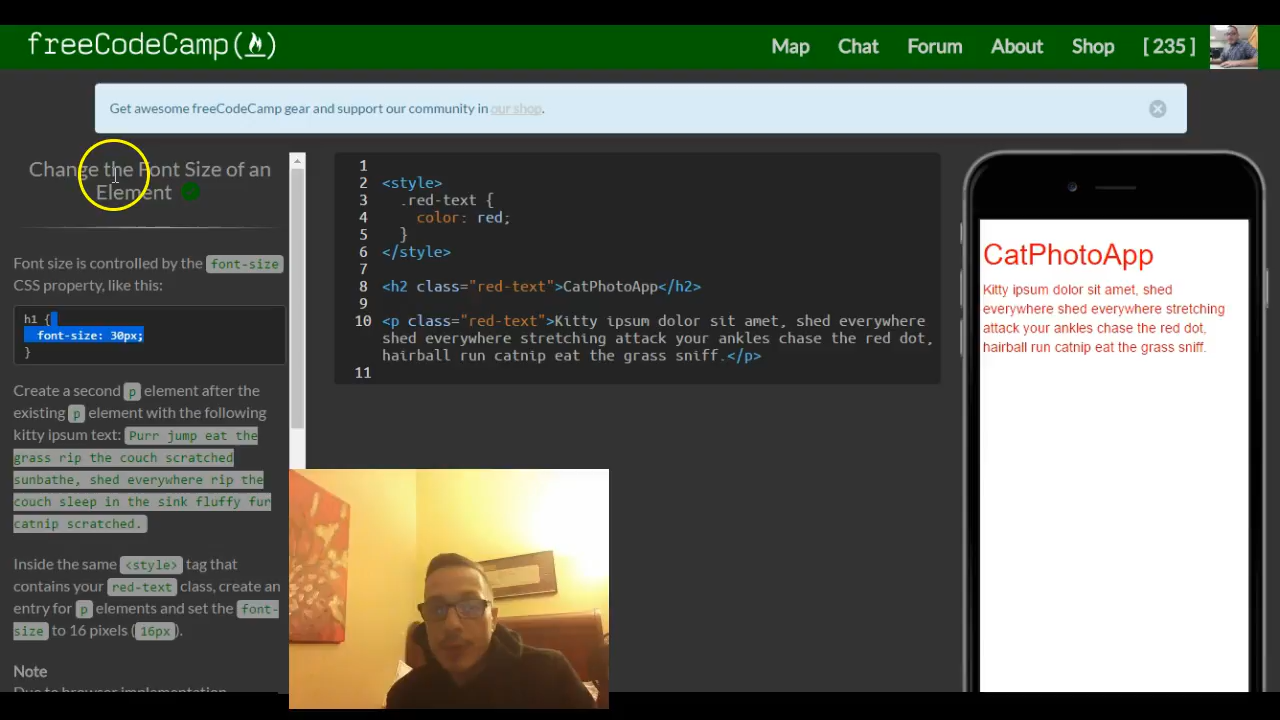 freeCodeCamp
Map Chat Forum About Shop [ 235 ]
Get awesome freeCodeCamp gear and support our community in our shop.
Change the Font Size of an
Element
Font size is controlled by the font-size
CSS property, like this:
h1 {
font-size: 30px;
}
Create a second p element after the
existing p element with the following
kitty ipsum text: Purr jump eat the
grass rip the couch scratched
sunbathe, shed everywhere rip the
couch sleep in the sink fluffy fur
catnip scratched.
Inside the same <style> tag that
contains your red-text class, create an
entry for p elements and set the font-
size to 16 pixels (16px).
Note
Due to browser implementation
1
2 <style>
3 .red-text {
4 color: red;
5 }
6 </style>
7
8 <h2 class="red-text">CatPhotoApp</h2>
9
10 <p class="red-text">Kitty ipsum dolor sit amet, shed everywhere
shed everywhere stretching attack your ankles chase the red dot,
hairball run catnip eat the grass sniff.</p>
11
CatPhotoApp
Kitty ipsum dolor sit amet, shed
everywhere shed everywhere stretching
attack your ankles chase the red dot,
hairball run catnip eat the grass sniff.